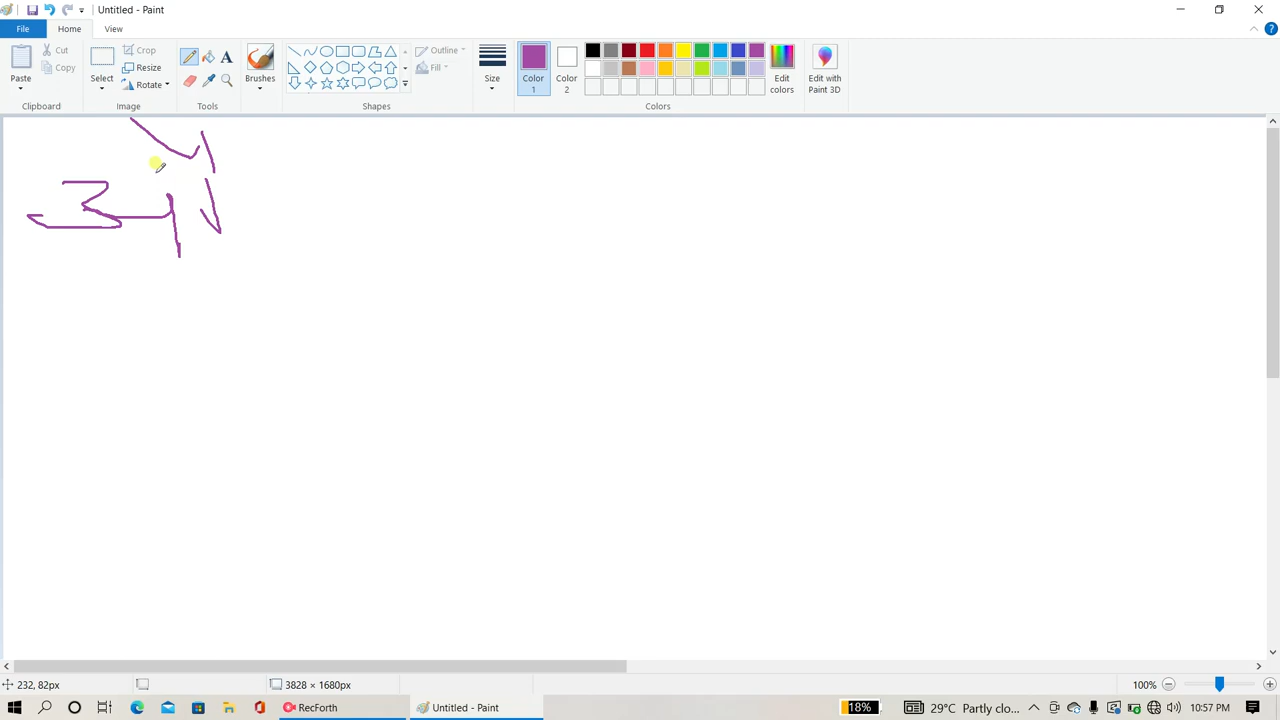 Untitled - Paint
File Home View
Paste
Clipboard
Cut
Copy
Select
Crop
Resize
Rotate
Image
Tools
Brushes
Shapes
Outline
Fill
Size
Color 1
Color 2
Colors
Edit colors
Edit with Paint 3D
232, 82px
3828 × 1680px
100%
RecForth
Untitled - Paint
18%
29°C Partly clo...
10:57 PM